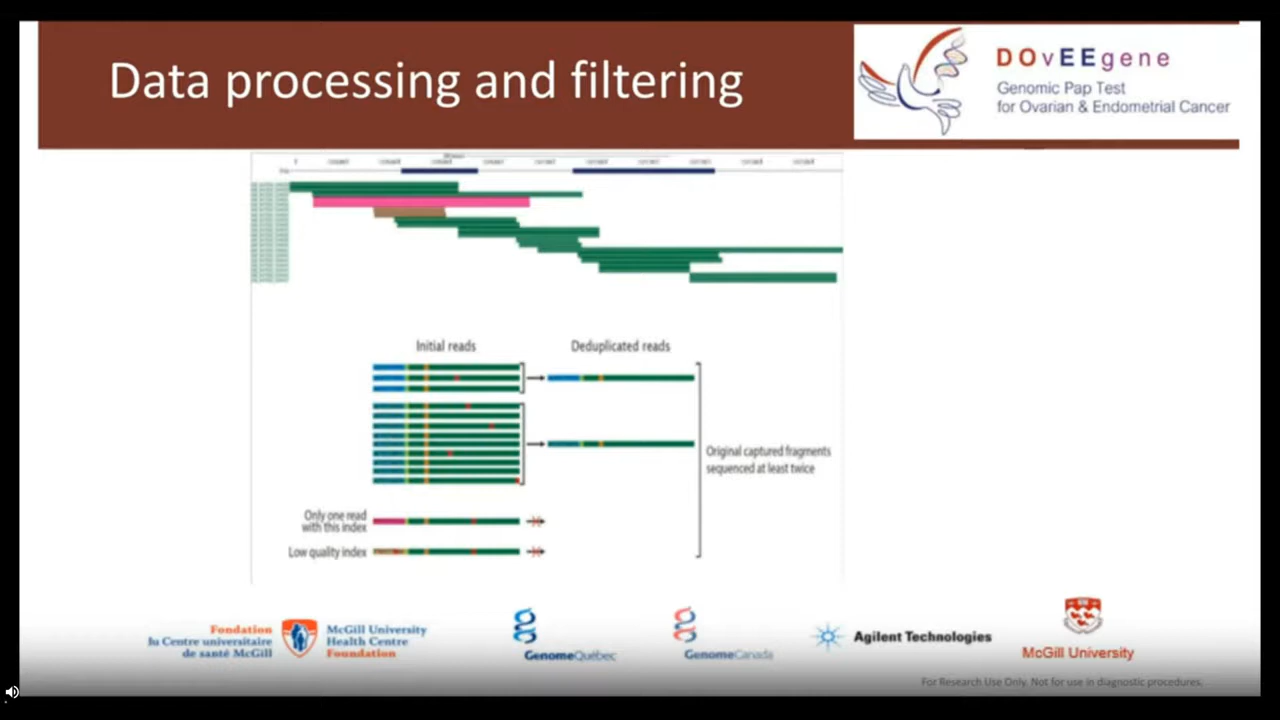 Data processing and filtering
DOvEEgene
Genomic Pap Test
for Ovarian & Endometrial Cancer
Initial reads
Deduplicated reads
Original captured fragments
sequenced at least twice
Only one read
with this index
Low quality index
Fondation
lu Centre universitaire
de santé McGill
McGill University
Health Centre
Foundation
GenomeQuébec
GenomeCanada
Agilent Technologies
McGill University
For Research Use Only. Not for use in diagnostic procedures.